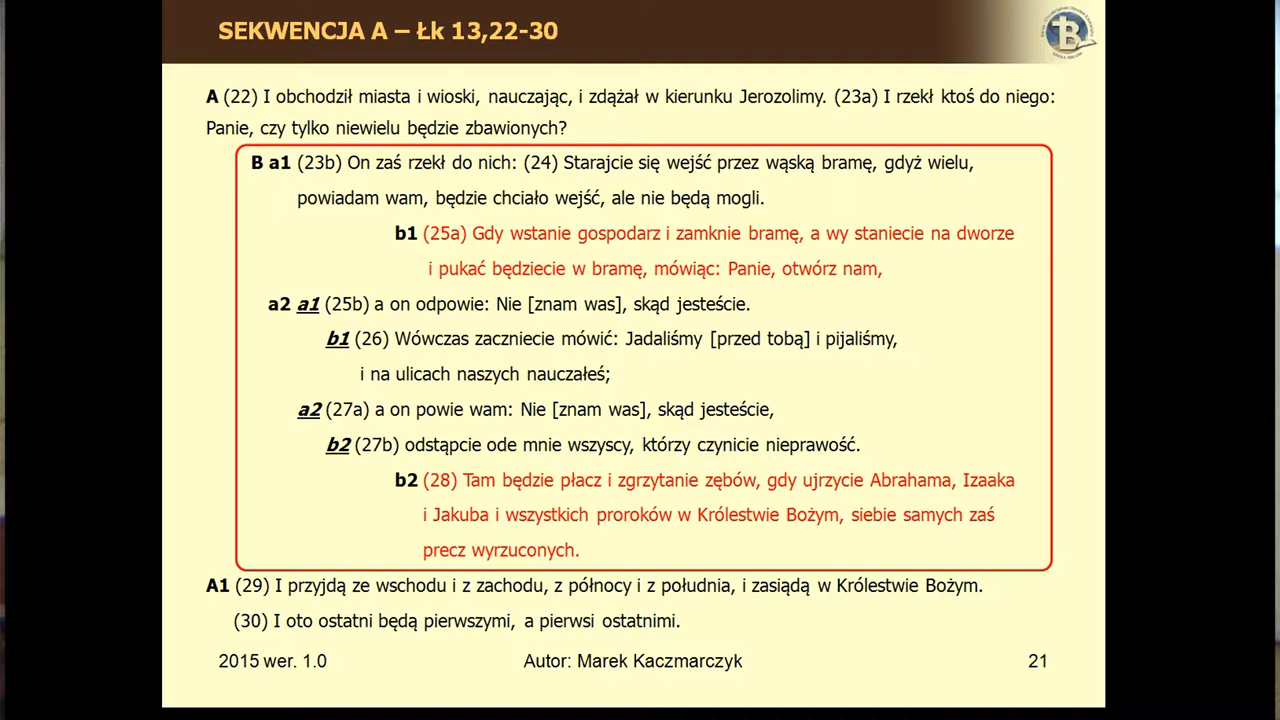 SEKWENCJA A – Łk 13,22-30
A (22) I obchodził miasta i wioski, nauczając, i zdążał w kierunku Jerozolimy. (23a) I rzekł ktoś do niego:
Panie, czy tylko niewielu będzie zbawionych?
B a1 (23b) On zaś rzekł do nich: (24) Starajcie się wejść przez wąską bramę, gdyż wielu,
powiadam wam, będzie chciało wejść, ale nie będą mogli.
b1 (25a) Gdy wstanie gospodarz i zamknie bramę, a wy staniecie na dworze
i pukać będziecie w bramę, mówiąc: Panie, otwórz nam,
a2 a1 (25b) a on odpowie: Nie [znam was], skąd jesteście.
b1 (26) Wówczas zaczniecie mówić: Jadaliśmy [przed tobą] i pijaliśmy,
i na ulicach naszych nauczałeś;
a2 (27a) a on powie wam: Nie [znam was], skąd jesteście,
b2 (27b) odstąpcie ode mnie wszyscy, którzy czynicie nieprawość.
b2 (28) Tam będzie płacz i zgrzytanie zębów, gdy ujrzycie Abrahama, Izaaka
i Jakuba i wszystkich proroków w Królestwie Bożym, siebie samych zaś
precz wyrzuconych.
A1 (29) I przyjdą ze wschodu i z zachodu, z północy i z południa, i zasiądą w Królestwie Bożym.
(30) I oto ostatni będą pierwszymi, a pierwsi ostatnimi.
2015 wer. 1.0
Autor: Marek Kaczmarczyk
21